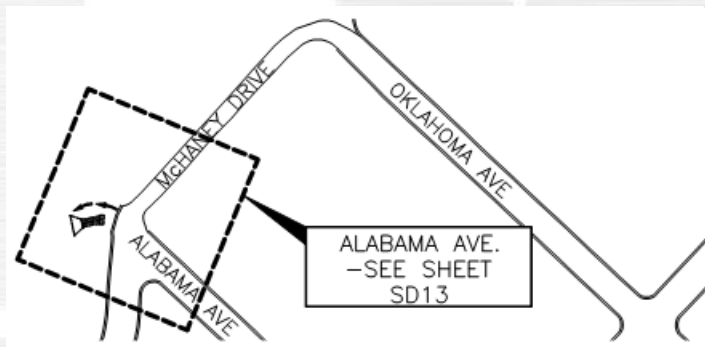 McHANEY DRIVE
OKLAHOMA AVE
ALABAMA AVE
ALABAMA AVE.
-SEE SHEET
SD13